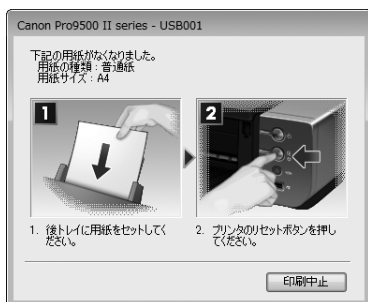 Canon Pro9500 II series - USB001
下記の用紙がなくなりました。
用紙の種類：普通紙
用紙サイズ：A4
1
2
1. 後トレイに用紙をセットしてく
ださい。
2. プリンタのリセットボタンを押し
てください。
印刷中止